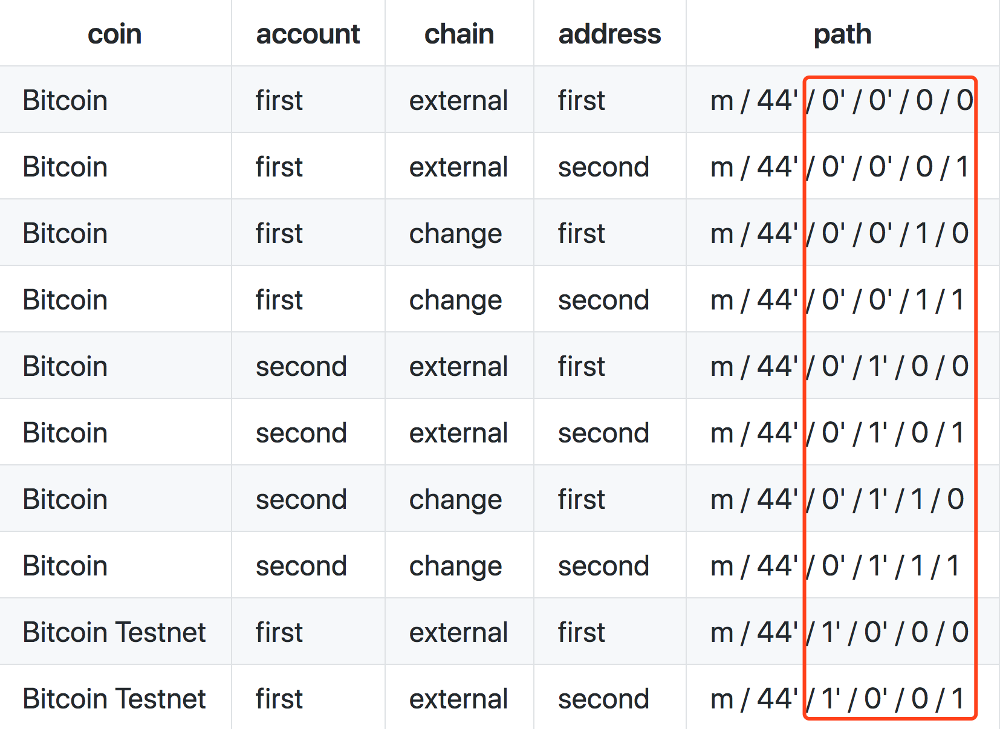 coin account chain address path
Bitcoin first external first m / 44' / 0' / 0' / 0 / 0
Bitcoin first external second m / 44' / 0' / 0' / 0 / 1
Bitcoin first change first m / 44' / 0' / 0' / 1 / 0
Bitcoin first change second m / 44' / 0' / 0' / 1 / 1
Bitcoin second external first m / 44' / 0' / 1' / 0 / 0
Bitcoin second external second m / 44' / 0' / 1' / 0 / 1
Bitcoin second change first m / 44' / 0' / 1' / 1 / 0
Bitcoin second change second m / 44' / 0' / 1' / 1 / 1
Bitcoin Testnet first external first m / 44' / 1' / 0' / 0 / 0
Bitcoin Testnet first external second m / 44' / 1' / 0' / 0 / 1